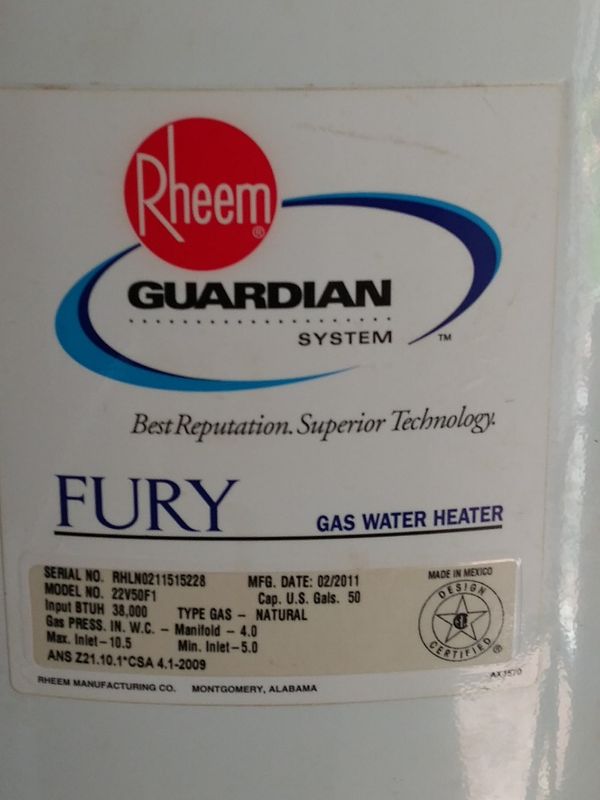 Rheem®
GUARDIAN
SYSTEM ™
Best Reputation. Superior Technology.
FURY GAS WATER HEATER
SERIAL NO. RHLN0211515228 MFG. DATE: 02/2011
MODEL NO. 22V50F1 Cap. U.S. Gals. 50
Input BTUH 38,000 TYPE GAS - NATURAL
Gas PRESS. IN. W.C. - Manifold - 4.0
Max. Inlet-10.5 Min. Inlet-5.0
ANS Z21.10.1*CSA 4.1-2009
MADE IN MEXICO
DESIGN
CERTIFIED®
RHEEM MANUFACTURING CO. MONTGOMERY, ALABAMA